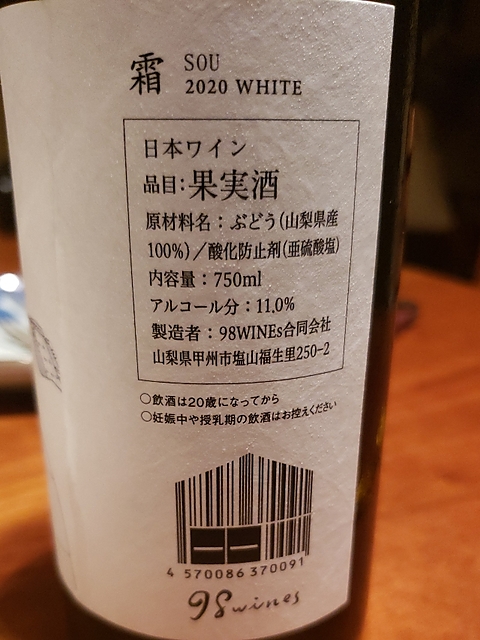 霜 SOU
2020 WHITE
日本ワイン
品目:果実酒
原材料名:ぶどう(山梨県産
100%)/酸化防止剤(亜硫酸塩)
内容量:750ml
アルコール分:11.0%
製造者:98WINEs合同会社
山梨県甲州市塩山福生里250-2
○飲酒は20歳になってから
○妊娠中や授乳期の飲酒はお控えください
4 570086 370091
98wines